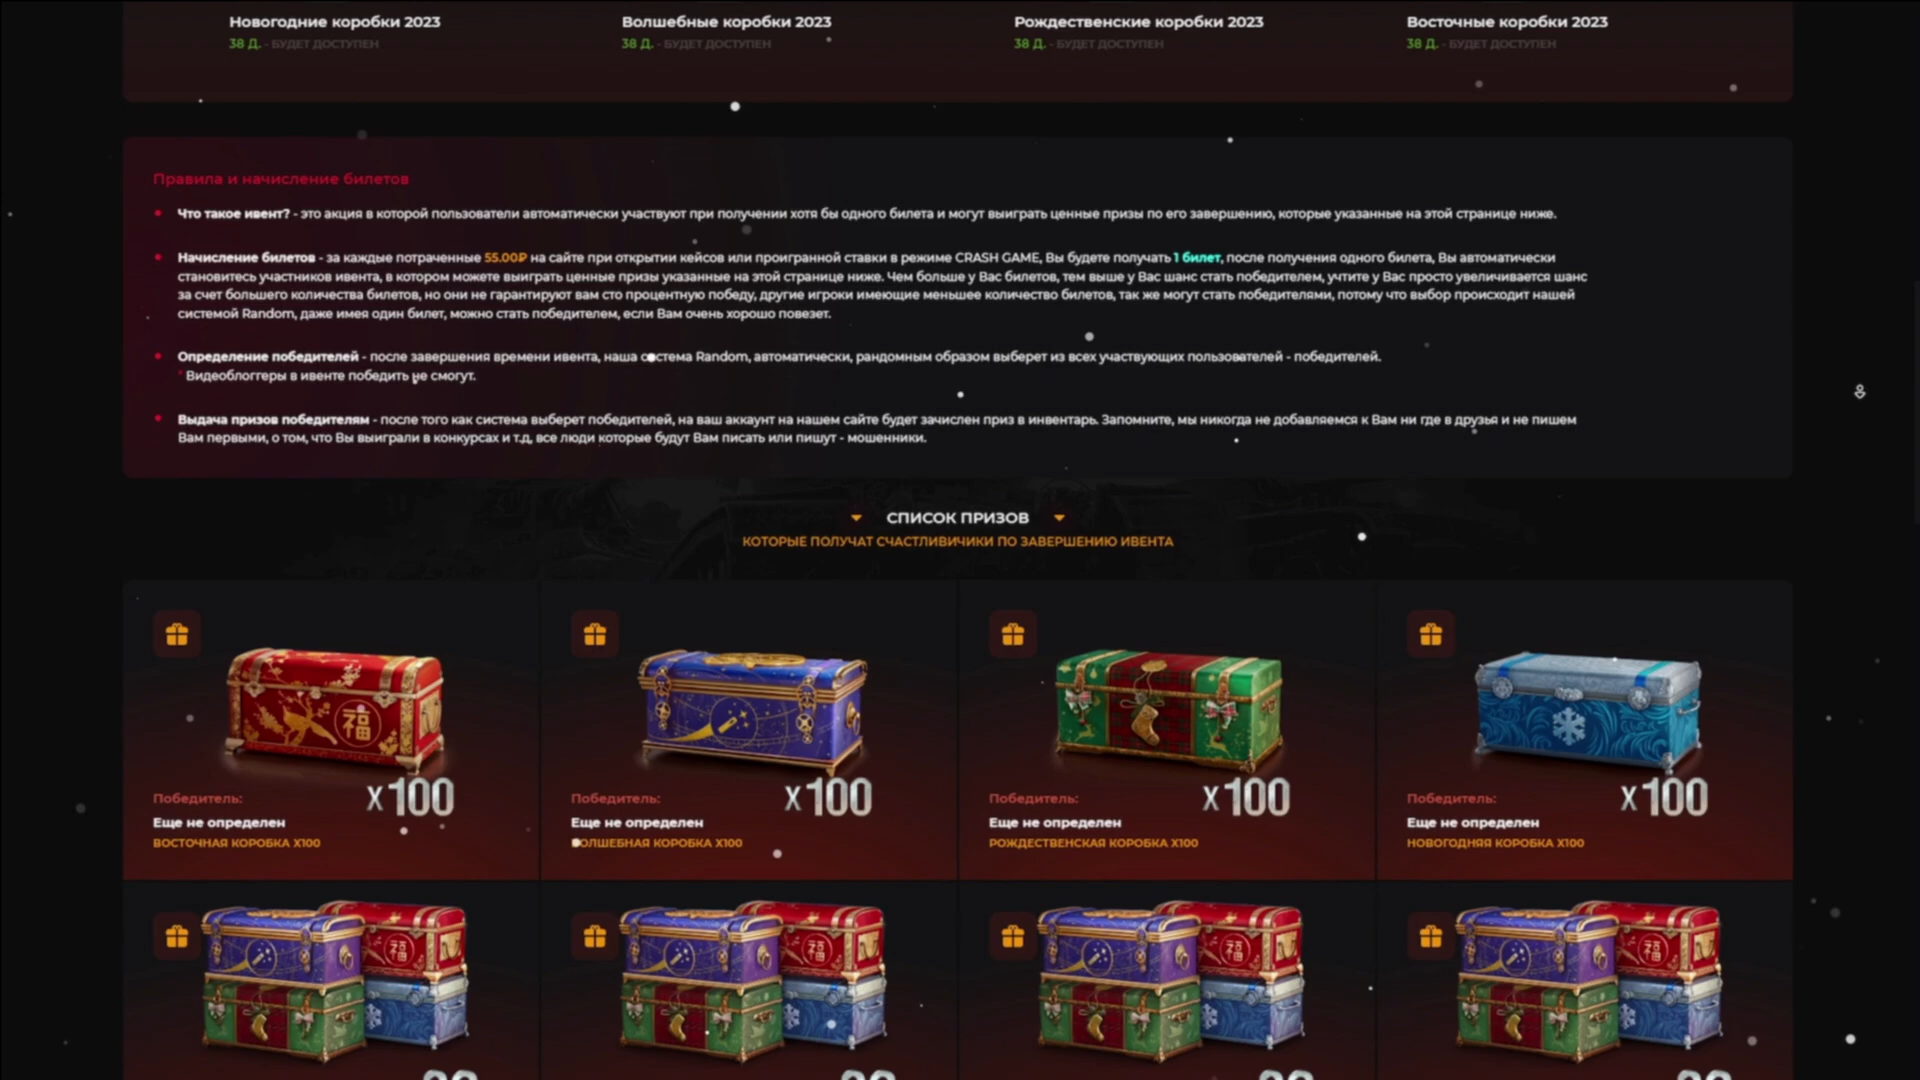 Новогодние коробки 2023
38 Д. - БУДЕТ ДОСТУПЕН
Волшебные коробки 2023
38 Д. - БУДЕТ ДОСТУПЕН
Рождественские коробки 2023
38 Д. - БУДЕТ ДОСТУПЕН
Восточные коробки 2023
38 Д. - БУДЕТ ДОСТУПЕН
Правила и начисление билетов
Что такое ивент? - это акция в которой пользователи автоматически участвуют при получении хотя бы одного билета и могут выиграть ценные призы по его завершению, которые указанные на этой странице ниже.
Начисление билетов - за каждые потраченные 55.00₽ на сайте при открытии кейсов или проигранной ставки в режиме CRASH GAME, Вы будете получать 1 билет, после получения одного билета, Вы автоматически
становитесь участников ивента, в котором можете выиграть ценные призы указанные на этой странице ниже. Чем больше у Вас билетов, тем выше у Вас шанс стать победителем, учтите у Вас просто увеличивается шанс
за счет большего количества билетов, но они не гарантируют вам сто процентную победу, другие игроки имеющие меньшее количество билетов, так же могут стать победителями, потому что выбор происходит нашей
системой Random, даже имея один билет, можно стать победителем, если Вам очень хорошо повезет.
Определение победителей - после завершения времени ивента, наша система Random, автоматически, рандомным образом выберет из всех участвующих пользователей - победителей.
* Видеоблоггеры в ивенте победить не смогут.
Выдача призов победителям - после того как система выберет победителей, на ваш аккаунт на нашем сайте будет зачислен приз в инвентарь. Запомните, мы никогда не добавляемся к Вам ни где в друзья и не пишем
Вам первыми, о том, что Вы выиграли в конкурсах и т.д, все люди которые будут Вам писать или пишут - мошенники.
СПИСОК ПРИЗОВ
КОТОРЫЕ ПОЛУЧАТ СЧАСТЛИВИЧИКИ ПО ЗАВЕРШЕНИЮ ИВЕНТА
福
x100
Победитель:
Еще не определен
ВОСТОЧНАЯ КОРОБКА X100
x100
Победитель:
Еще не определен
ВОЛШЕБНАЯ КОРОБКА X100
x100
Победитель:
Еще не определен
РОЖДЕСТВЕНСКАЯ КОРОБКА X100
x100
Победитель:
Еще не определен
НОВОГОДНЯЯ КОРОБКА X100
福
福
福
福